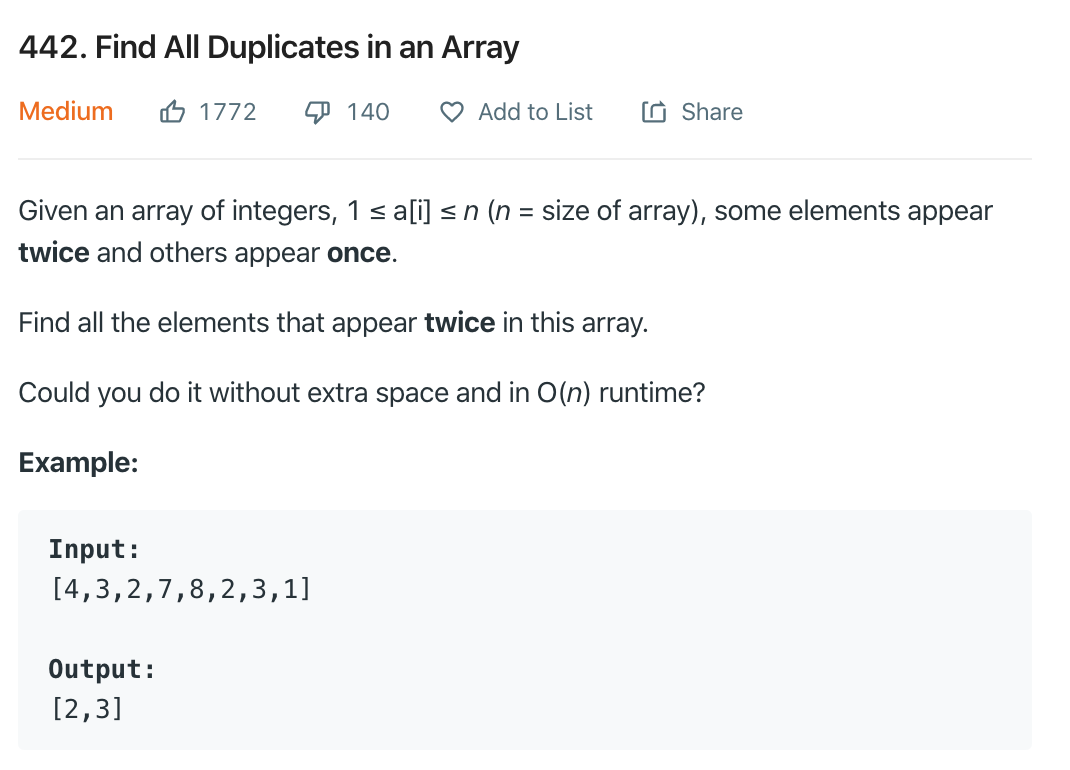 442. Find All Duplicates in an Array
Medium 1772 140 Add to List Share
Given an array of integers, 1 ≤ a[i] ≤ n (n = size of array), some elements appear
twice and others appear once.
Find all the elements that appear twice in this array.
Could you do it without extra space and in O(n) runtime?
Example:
Input:
[4,3,2,7,8,2,3,1]
Output:
[2,3]